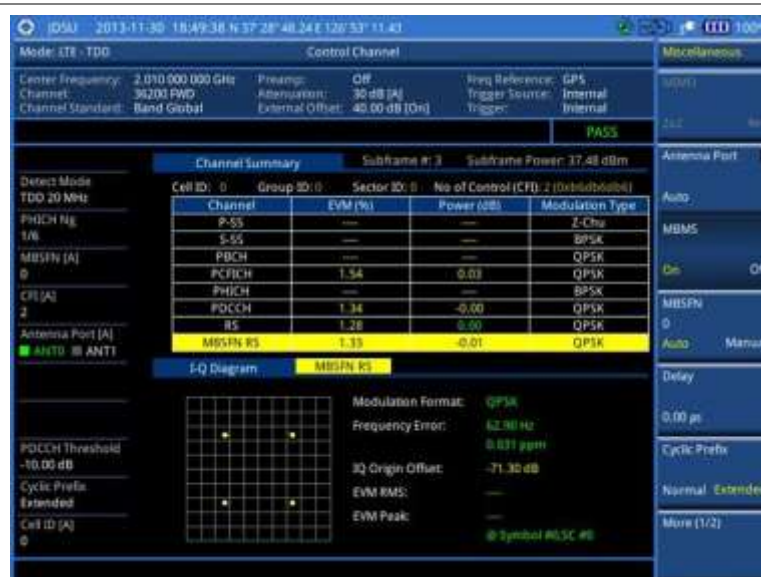 JDSU 2013-11-30 18:49:38 N 37° 28' 48.24 E 126° 53' 11.43 100%
Mode: LTE - TDD Control Channel Miscellaneous
Center Frequency: 2.010 000 000 GHz Preamp: Off Freq Reference: GPS
Channel: 36200 FWD Attenuation: 30 dB [A] Trigger Source: Internal
Channel Standard: Band Global External Offset: 40.00 dB [On] Trigger: Internal
PASS
Channel Summary Subframe #: 3 Subframe Power: 37.48 dBm
Detect Mode
TDD 20 MHz
PHICH Ng
1/6
MBSFN [A]
0
CFI [A]
2
Antenna Port [A]
ANT0 ANT1
PDCCH Threshold
-10.00 dB
Cyclic Prefix
Extended
Cell ID [A]
0
Cell ID: 0 Group ID: 0 Sector ID: 0 No of Control (CFI): 2
Channel EVM (%) Power (dB) Modulation Type
P-SS ---- ---- Z-Chu
S-SS ---- ---- BPSK
PBCH ---- ---- QPSK
PCFICH 1.54 0.03 QPSK
PHICH ---- ---- BPSK
PDCCH 1.34 -0.00 QPSK
RS 1.28 0.00 QPSK
MBSFN RS 1.33 -0.01 QPSK
I-Q Diagram MBSFN RS
Modulation Format: QPSK
Frequency Error: 62.90 Hz
0.031 ppm
IQ Origin Offset: -71.30 dB
EVM RMS: ----
EVM Peak: ----
@ Symbol #0,SC #0
Antenna Port
Auto
MBMS
On
MBSFN
0
Auto Manua
Delay
0.00 µs
Cyclic Prefix
Normal Extende
More (1/2)